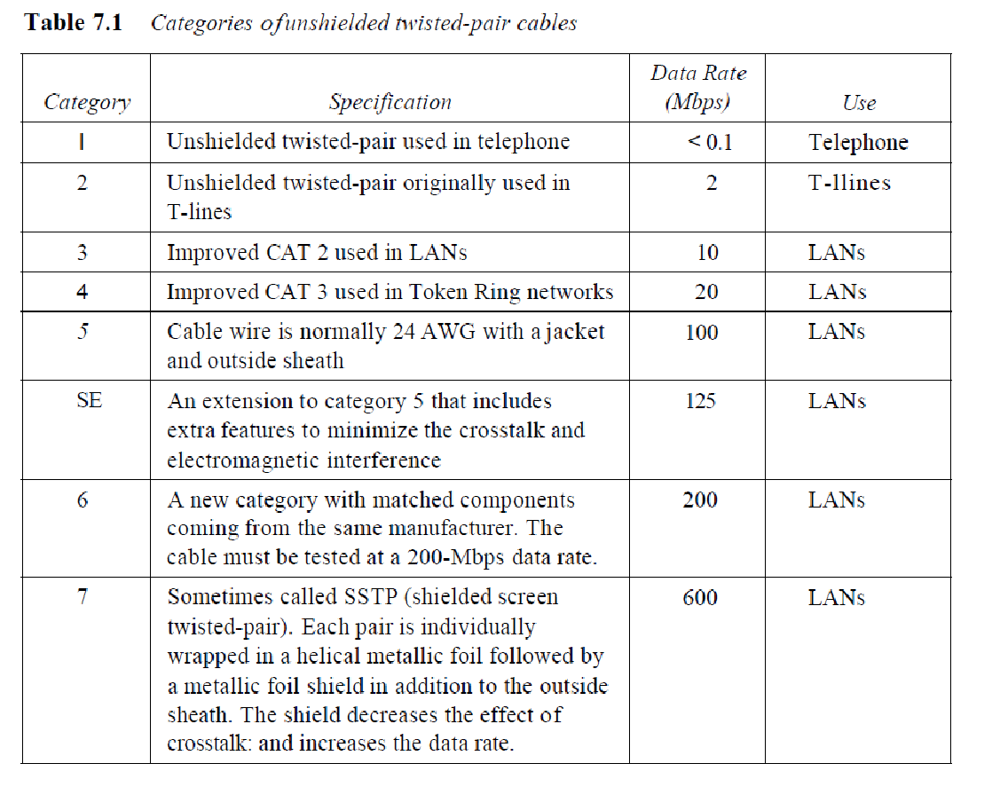 Table 7.1 Categories ofunshielded twisted-pair cables
Data Rate
Category Specification (Mbps) Use
1 Unshielded twisted-pair used in telephone < 0.1 Telephone
2 Unshielded twisted-pair originally used in 2 T-1lines
T-lines
3 Improved CAT 2 used in LANs 10 LANs
4 Improved CAT 3 used in Token Ring networks 20 LANs
5 Cable wire is normally 24 AWG with a jacket 100 LANs
and outside sheath
SE An extension to category 5 that includes 125 LANs
extra features to minimize the crosstalk and
electromagnetic interference
6 A new category with matched components 200 LANs
coming from the same manufacturer. The
cable must be tested at a 200-Mbps data rate.
7 Sometimes called SSTP (shielded screen 600 LANs
twisted-pair). Each pair is individually
wrapped in a helical metallic foil followed by
a metallic foil shield in addition to the outside
sheath. The shield decreases the effect of
crosstalk: and increases the data rate.